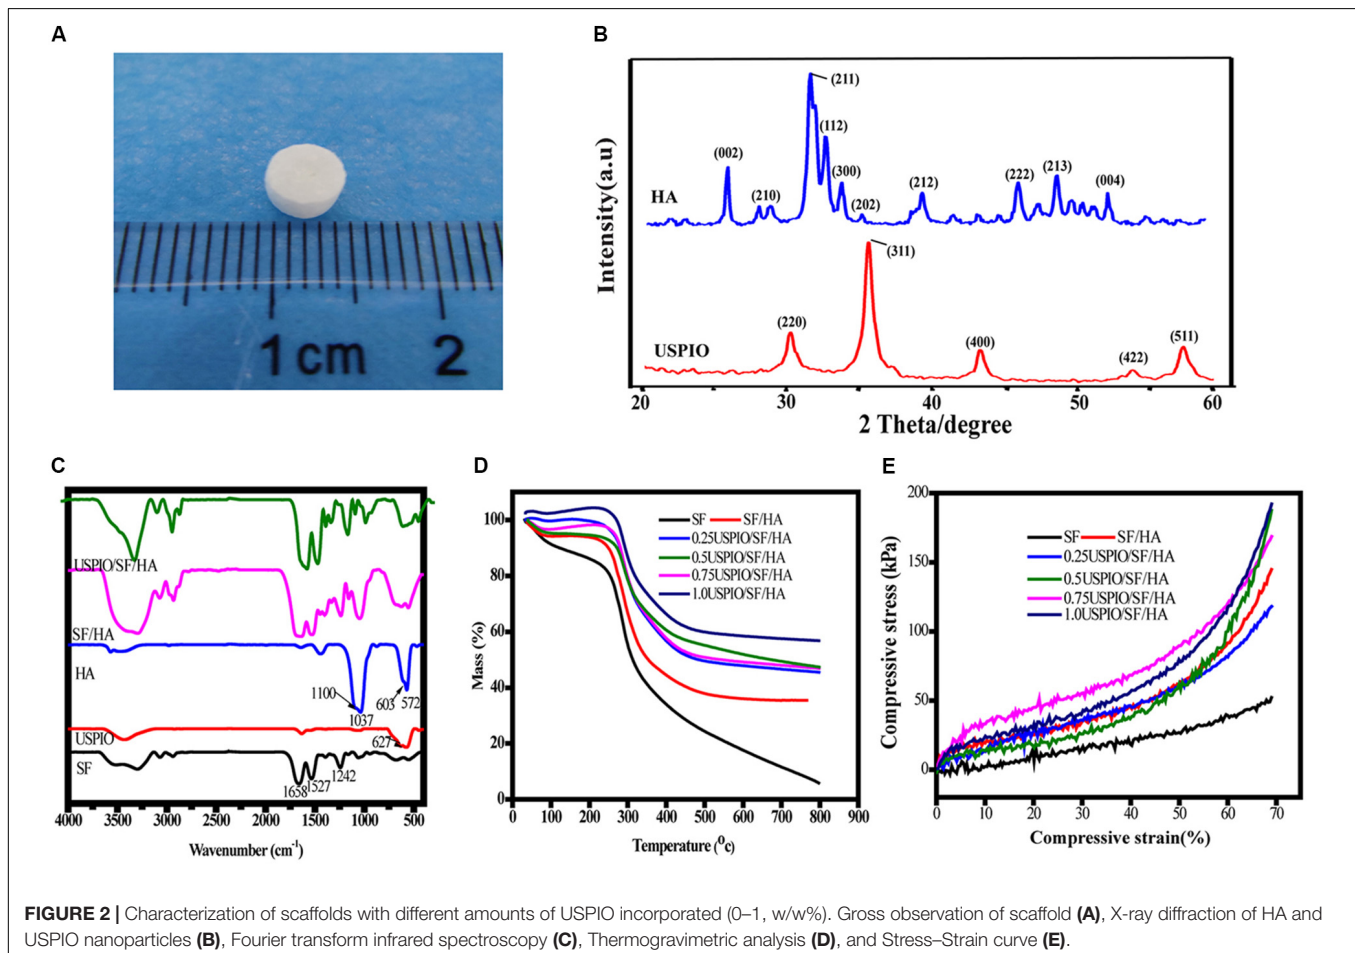 A
1 cm 2
B
Intensity(a.u)
HA
(002)
(210)
(211)
(112)
(300)
(202)
(212)
(222)
(213)
(004)
USPIO
(220)
(311)
(400)
(422)
(511)
20 30 40 50 60
2 Theta/degree
C
USPIO/SF/HA
SF/HA
HA
1100
1037
603
572
USPIO
627
SF
1658
1527
1242
4000 3500 3000 2500 2000 1500 1000 500
Wavenumber (cm-1)
D
Mass (%)
100
80
60
40
20
0
SF SF/HA
0.25USPIO/SF/HA
0.5USPIO/SF/HA
0.75USPIO/SF/HA
1.0USPIO/SF/HA
0 100 200 300 400 500 600 700 800 900
Temperature (oc)
E
Compressive stress (kPa)
200
150
100
50
0
SF SF/HA
0.25USPIO/SF/HA
0.5USPIO/SF/HA
0.75USPIO/SF/HA
1.0USPIO/SF/HA
0 10 20 30 40 50 60 70
Compressive strain(%)
FIGURE 2 | Characterization of scaffolds with different amounts of USPIO incorporated (0–1, w/w%). Gross observation of scaffold (A), X-ray diffraction of HA and
USPIO nanoparticles (B), Fourier transform infrared spectroscopy (C), Thermogravimetric analysis (D), and Stress–Strain curve (E).